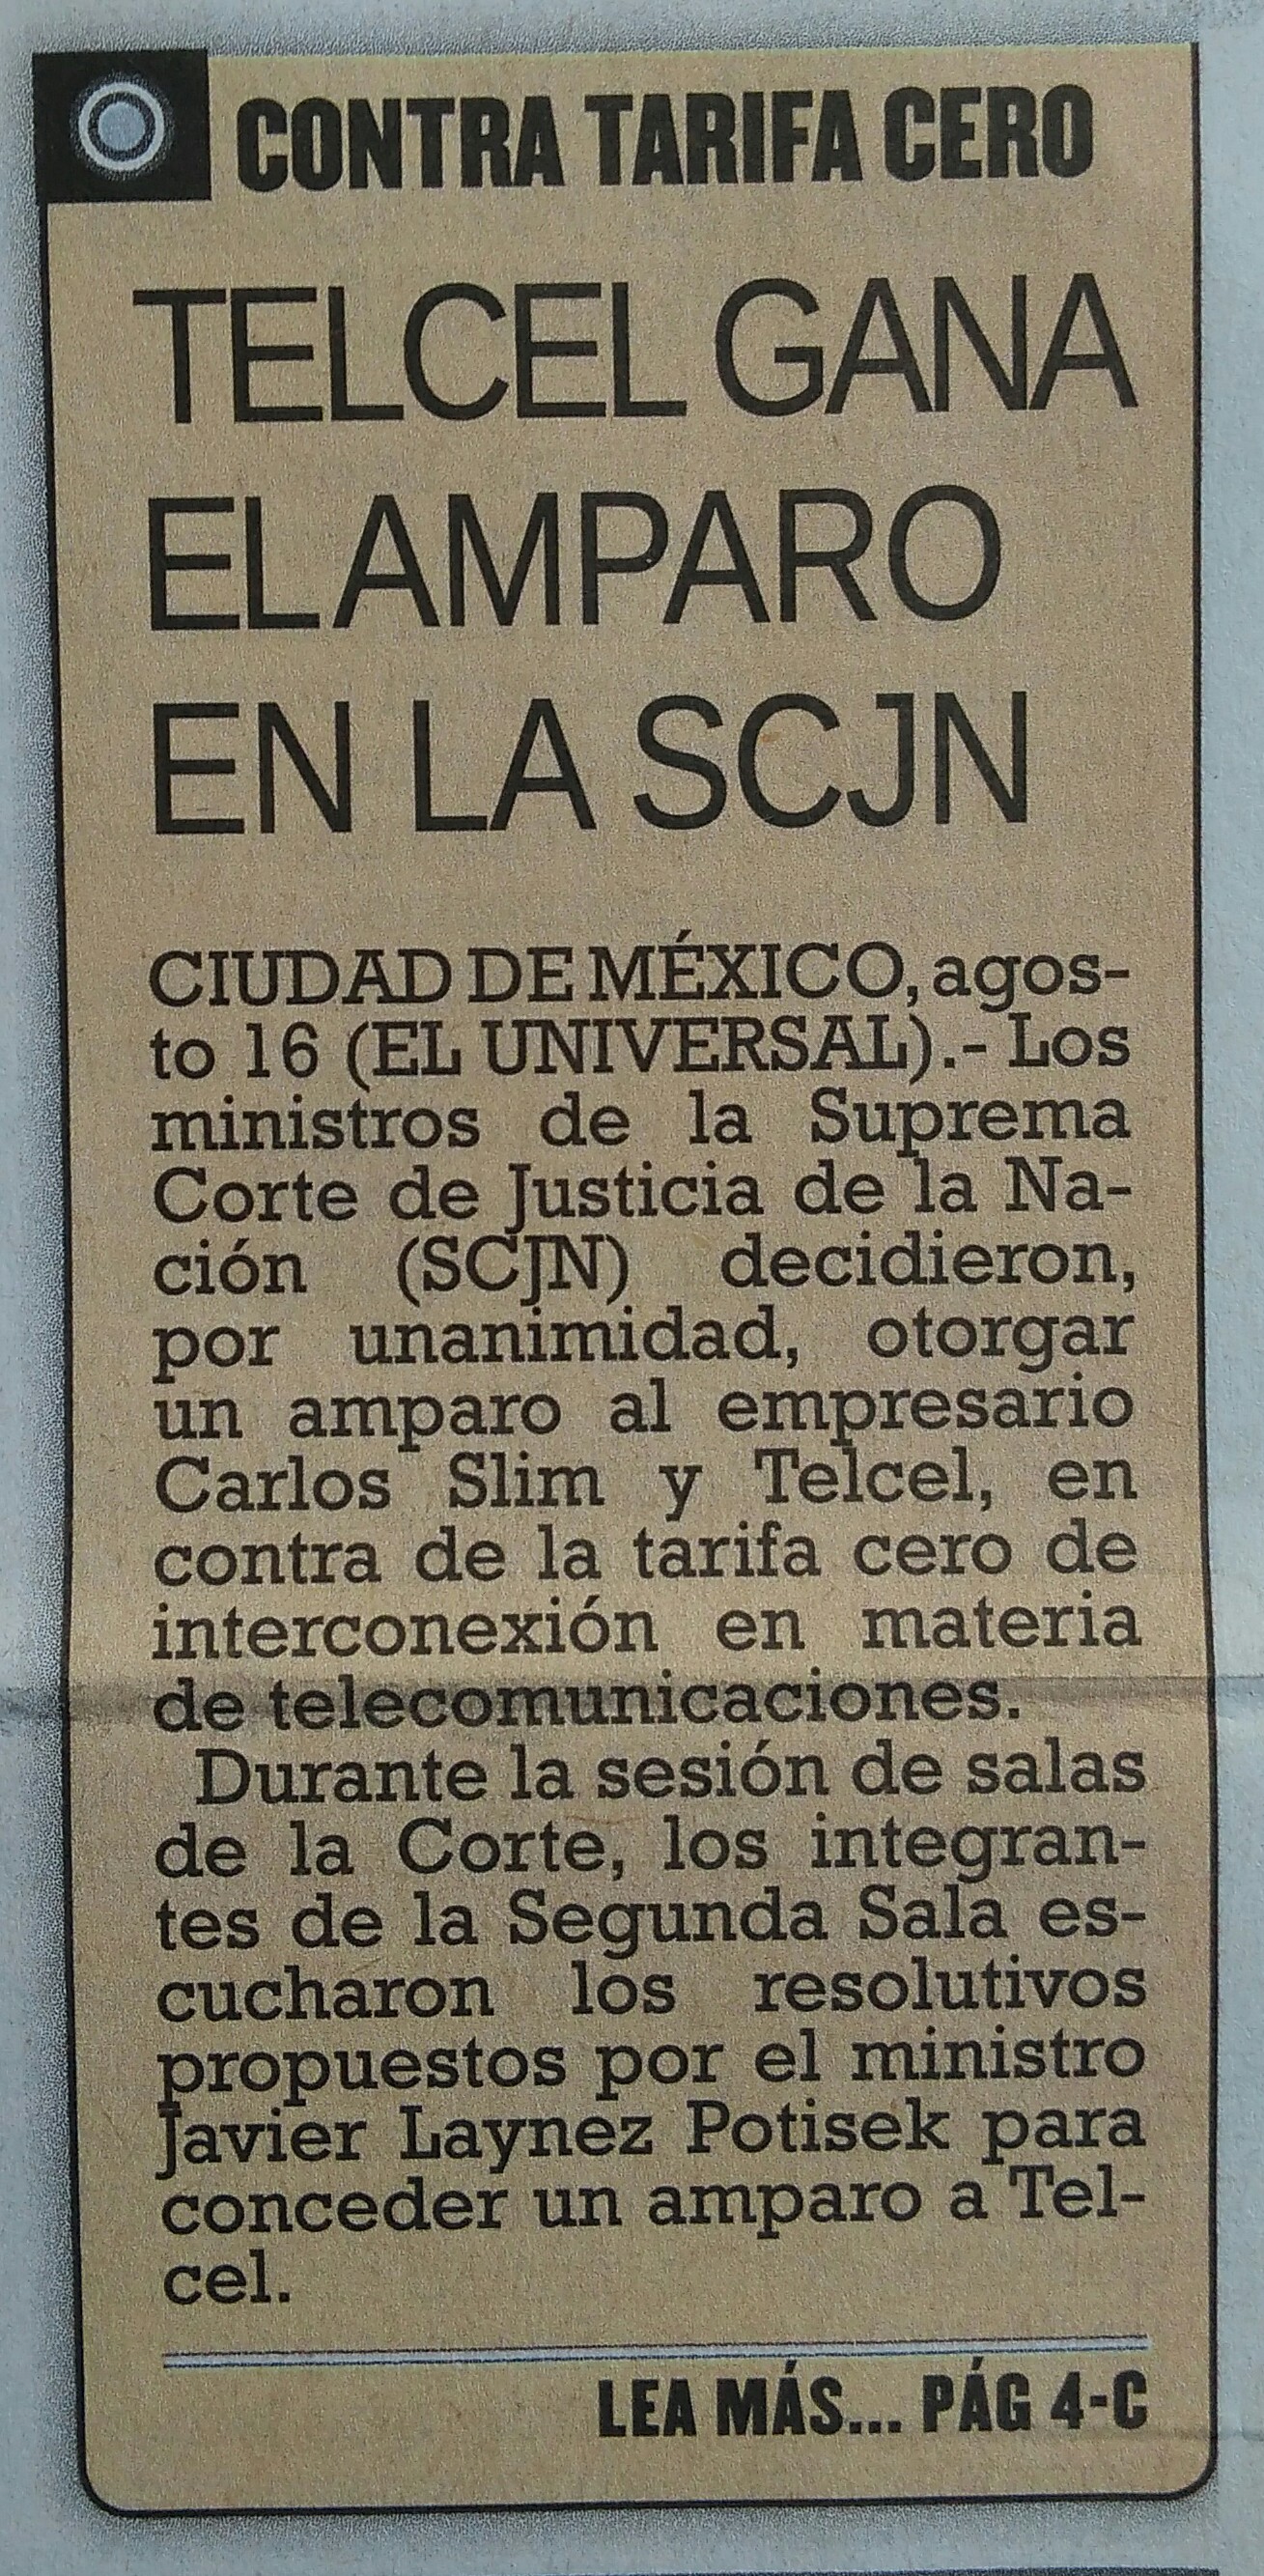 CONTRA TARIFA CERO
TELCEL GANA
EL AMPARO
EN LA SCJN
CIUDAD DE MÉXICO, agos-
to 16 (EL UNIVERSAL).- Los
ministros de la Suprema
Corte de Justicia de la Na-
ción (SCJN) decidieron,
por unanimidad, otorgar
un amparo al empresario
Carlos Slim y Telcel, en
contra de la tarifa cero de
interconexión en materia
de telecomunicaciones.
Durante la sesión de salas
de la Corte, los integran-
tes de la Segunda Sala es-
cucharon los resolutivos
propuestos por el ministro
Javier Laynez Potisek para
conceder un amparo a Tel-
cel.
LEA MÁS... PÁG 4-C